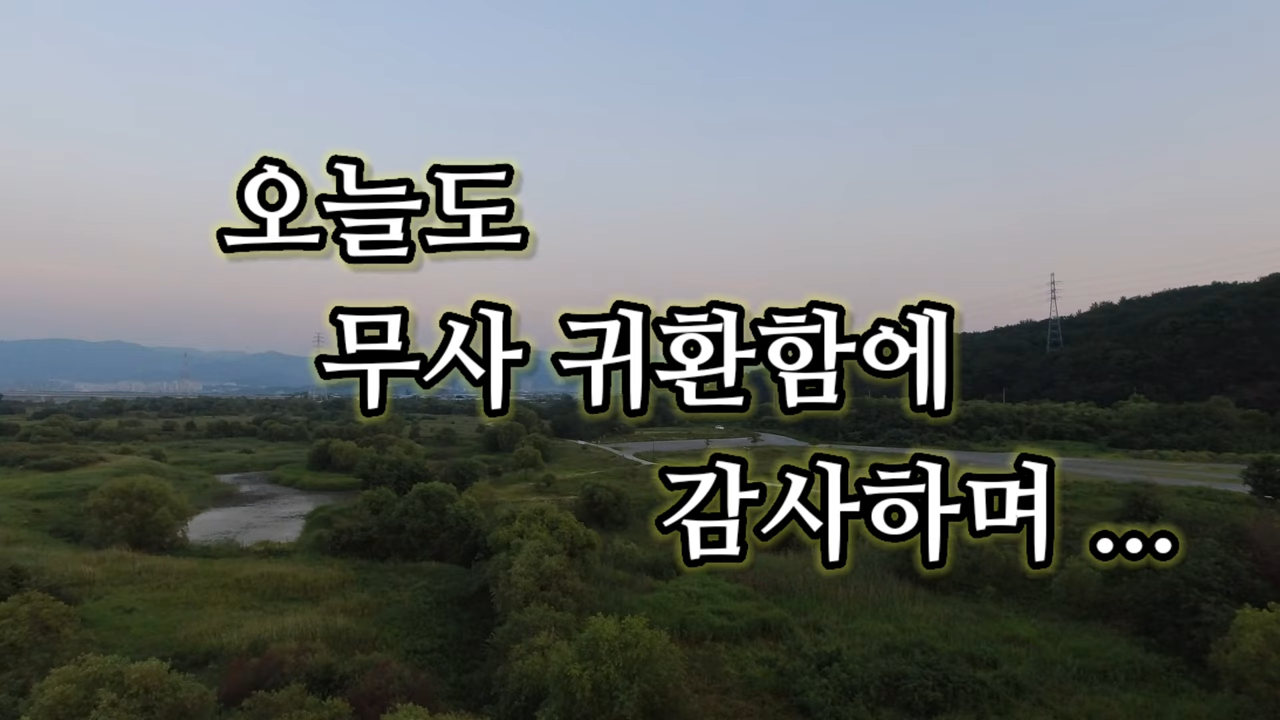 오늘도
무사 귀환함에
감사하며 ...